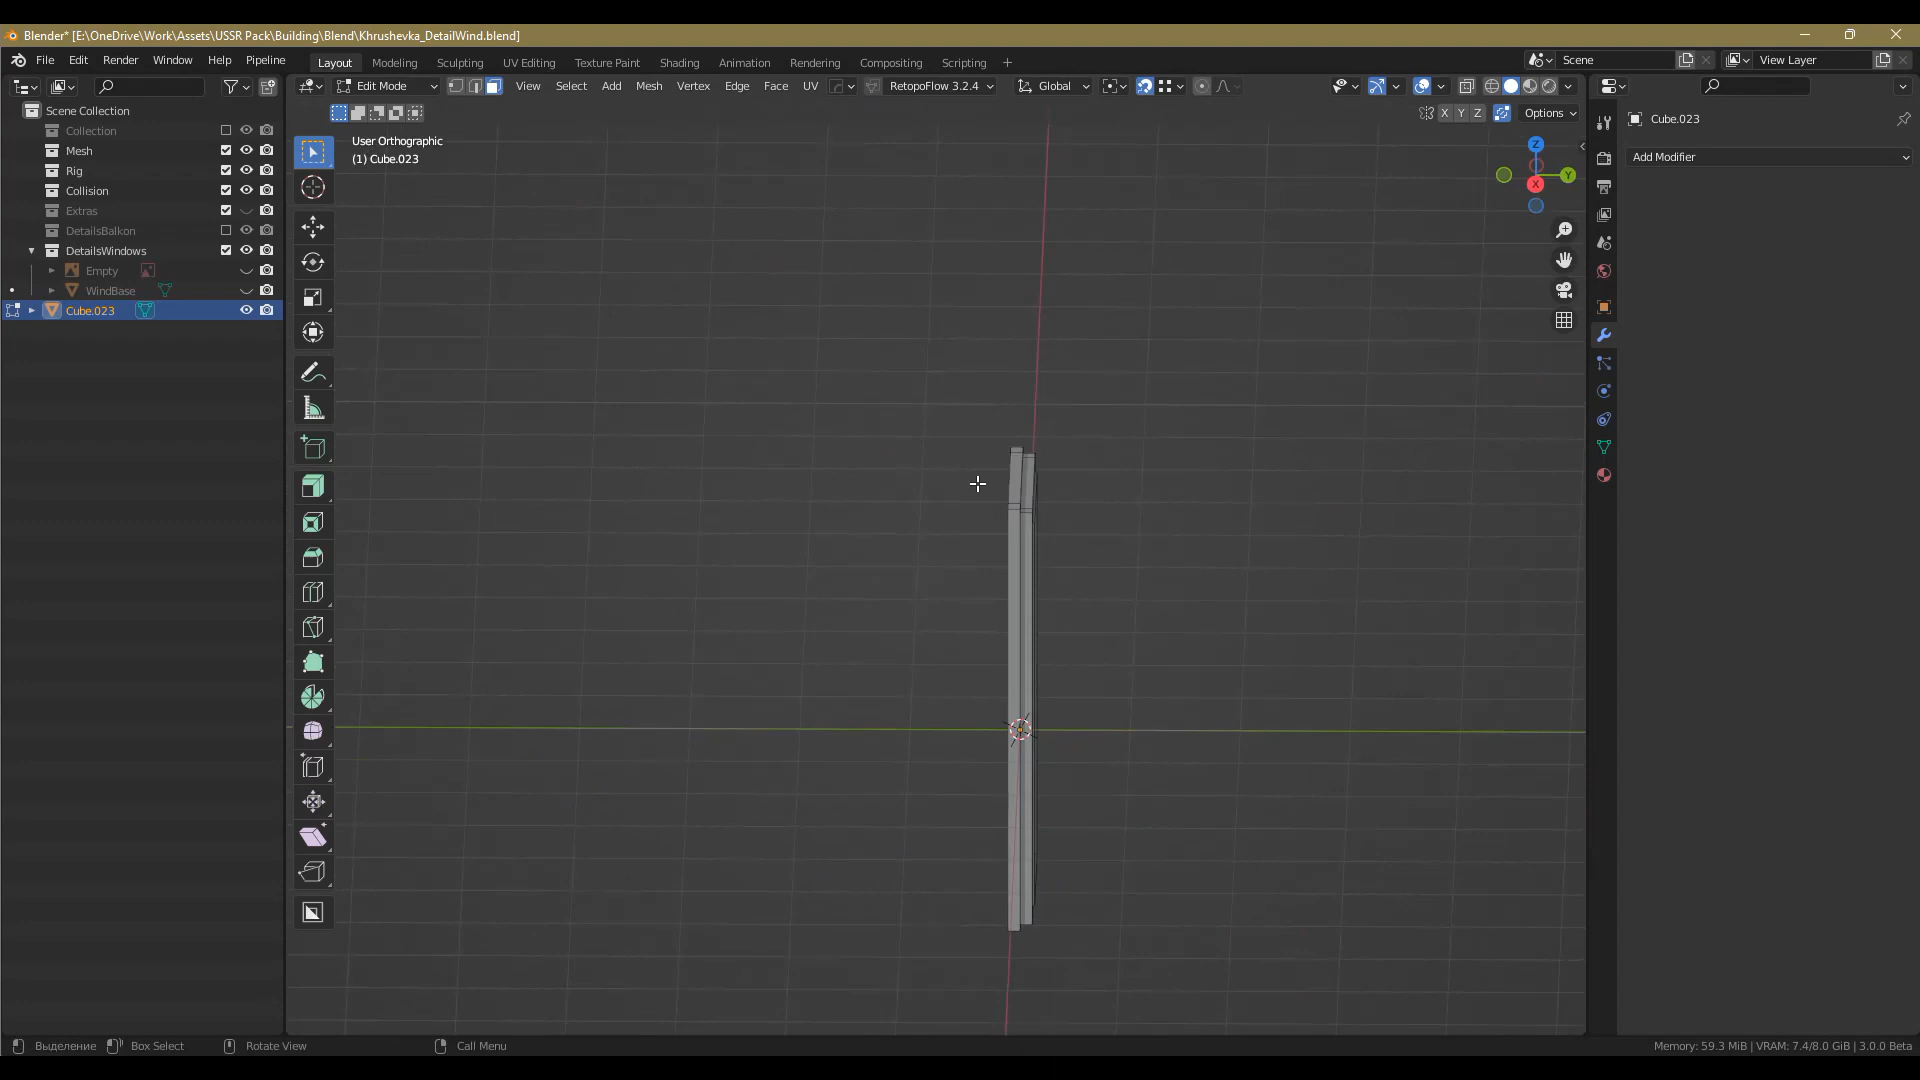 Blender* [E:\OneDrive\Work\Assets\USSR Pack\Building\Blend\Khrushevka_DetailWind.blend]
File Edit Render Window Help Pipeline
Layout Modeling Sculpting UV Editing Texture Paint Shading Animation Rendering Compositing Scripting +
Scene
View Layer
Edit Mode
View Select Add Mesh Vertex Edge Face UV
RetopoFlow 3.2.4
Global
X Y Z
Options
Scene Collection
Collection
Mesh
Rig
Collision
Extras
DetailsBalkon
DetailsWindows
Empty
WindBase
Cube.023
User Orthographic
(1) Cube.023
Z
Y
X
Cube.023
Add Modifier
Выделение
Box Select
Rotate View
Call Menu
Memory: 59.3 MiB | VRAM: 7.4/8.0 GiB | 3.0.0 Beta